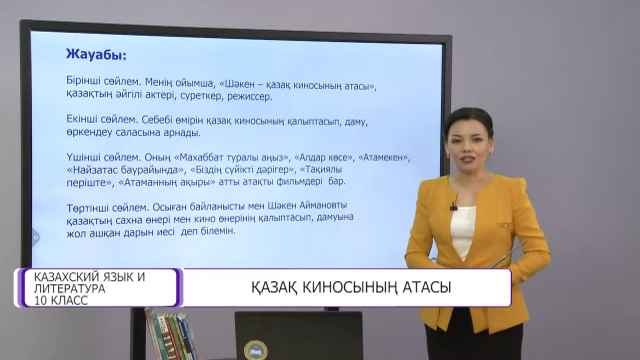 Жауабы:
Бірінші сөйлем. Менің ойымша, «Шәкен – қазақ киносының атасы»,
қазақтың әйгілі актері, суреткер, режиссер.
Екінші сөйлем. Себебі өмірін қазақ киносының қалыптасып, даму,
өркендеу саласына арнады.
Үшінші сөйлем. Оның «Махаббат туралы аңыз», «Алдар көсе», «Атамекен»,
«Найзатас баурайында», «Біздің сүйікті дәрігер», «Тақиялы
періште», «Атаманның ақыры» атты атақты фильмдері бар.
Төртінші сөйлем. Осыған байланысты мен Шәкен Аймановты
қазақтың сахна өнері мен кино өнерінің қалыптасып, дамуына
жол ашқан дарын иесі деп білемін.
КАЗАХСКИЙ ЯЗЫК И
ЛИТЕРАТУРА
10 КЛАСС
ҚАЗАҚ КИНОСЫНЫҢ АТАСЫ